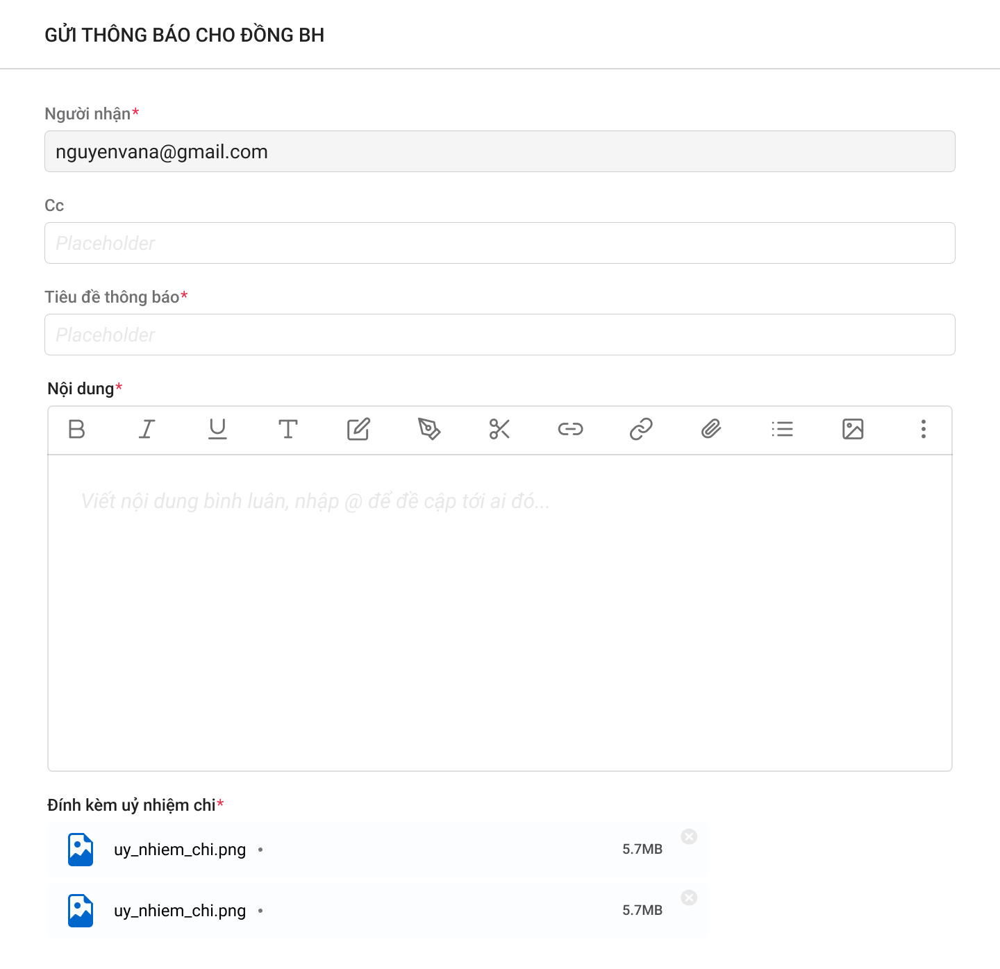 GỬI THÔNG BÁO CHO ĐỒNG BH
Người nhận*
nguyenvana@gmail.com
Cc
Placeholder
Tiêu đề thông báo*
Placeholder
Nội dung*
Viết nội dung bình luân, nhập @ để đề cập tới ai đó...
Đính kèm uỷ nhiệm chi*
uy_nhiem_chi.png • 5.7MB
uy_nhiem_chi.png • 5.7MB